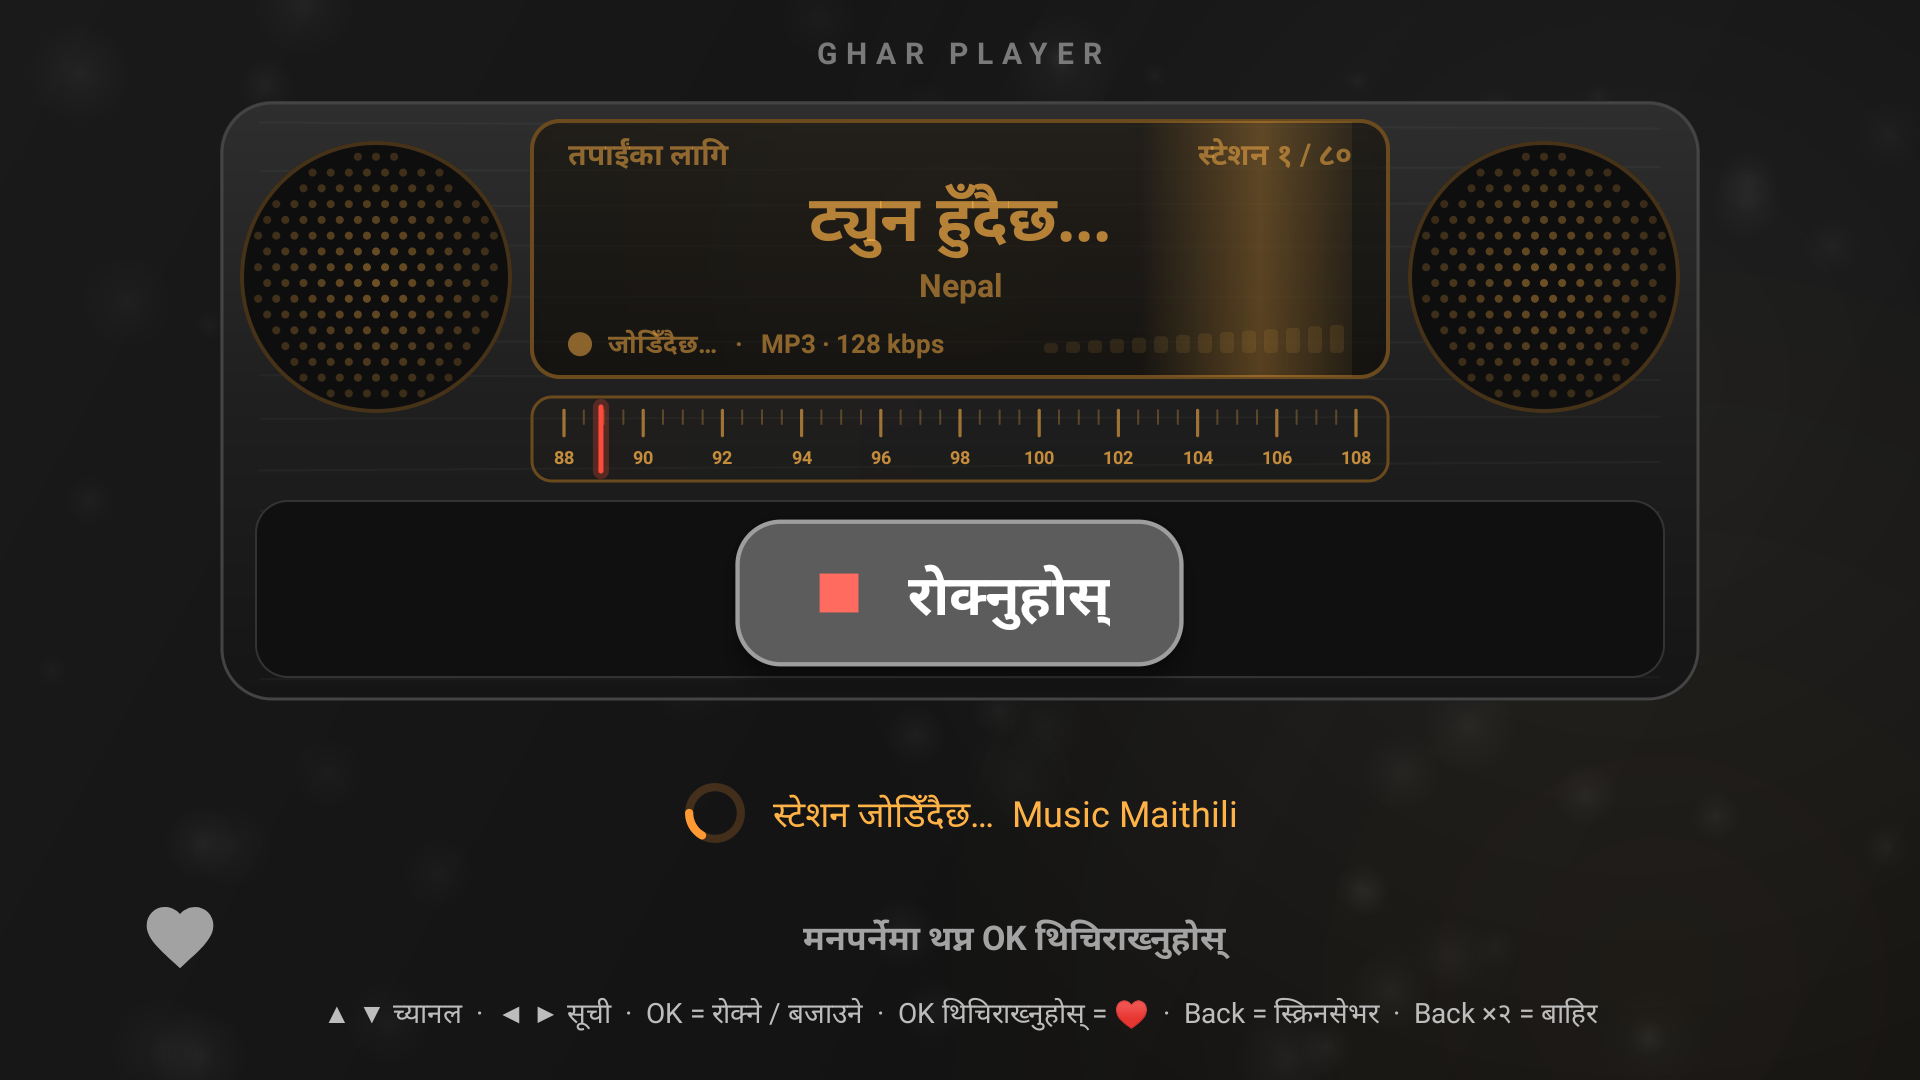 GHAR PLAYER
तपाईंका लागि
स्टेशन १ / ८०
ट्युन हुँदैछ...
Nepal
जोडिँदैछ... · MP3 · 128 kbps
88 90 92 94 96 98 100 102 104 106 108
रोक्नुहोस्
स्टेशन जोडिँदैछ... Music Maithili
मनपर्नेमा थप्न OK थिचिराख्नुहोस्
▲ ▼ च्यानल · ◄ ► सूची · OK = रोक्ने / बजाउने · OK थिचिराख्नुहोस् = ❤️ · Back = स्क्रिनसेभर · Back ×२ = बाहिर